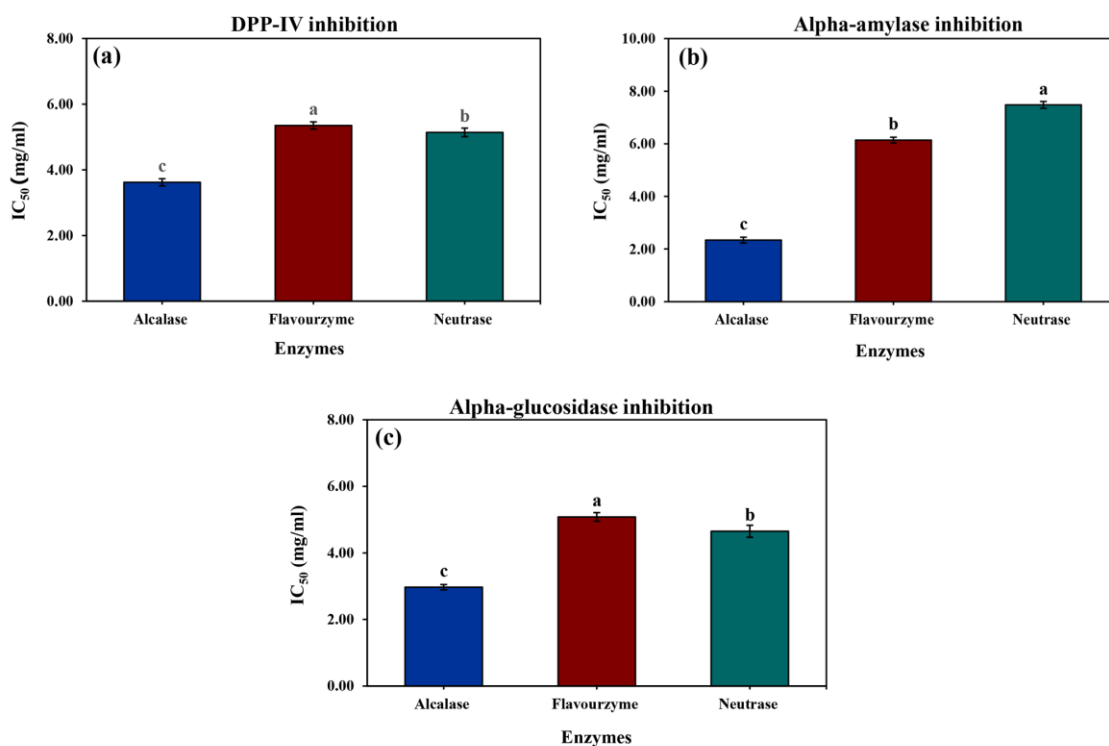 DPP-IV inhibition
(a)
8.00
6.00
4.00
2.00
0.00
IC50 (mg/ml)
c
a
b
Alcalase Flavourzyme Neutrase
Enzymes
Alpha-amylase inhibition
(b)
10.00
8.00
6.00
4.00
2.00
0.00
IC50 (mg/ml)
c
b
a
Alcalase Flavourzyme Neutrase
Enzymes
Alpha-glucosidase inhibition
(c)
8.00
6.00
4.00
2.00
0.00
IC50 (mg/ml)
c
a
b
Alcalase Flavourzyme Neutrase
Enzymes